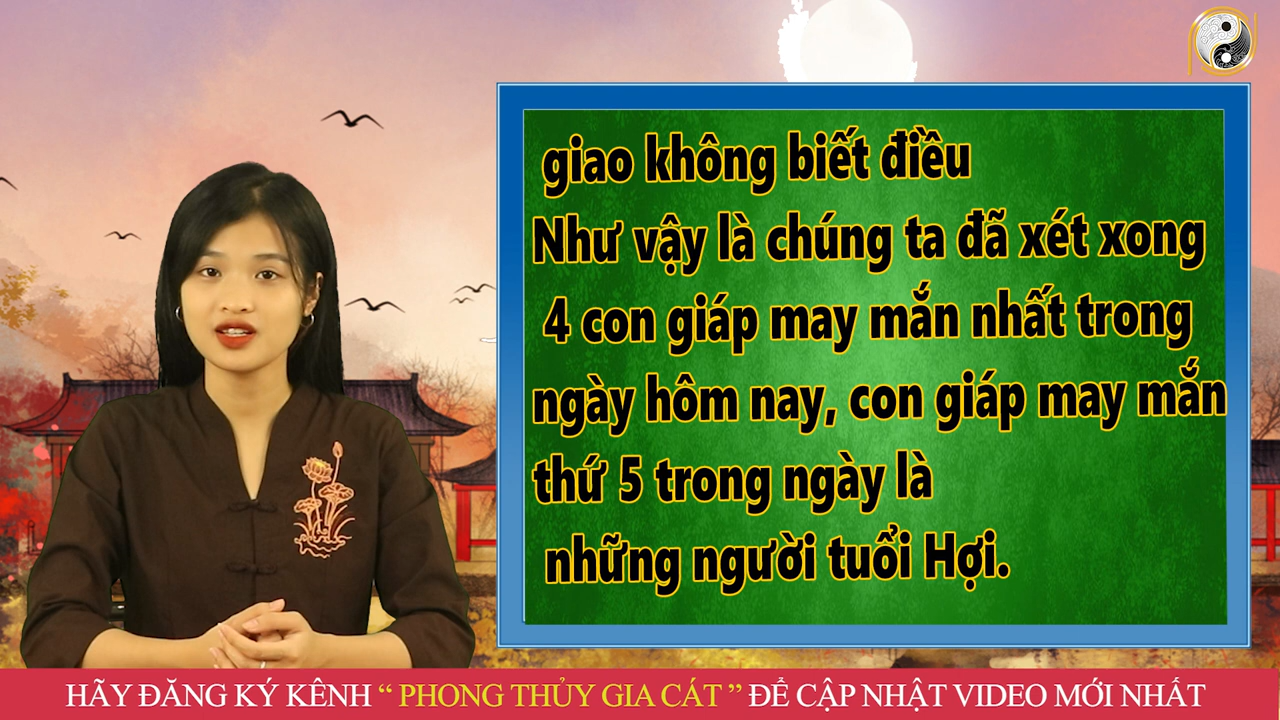 giao không biết điều
Như vậy là chúng ta đã xét xong
4 con giáp may mắn nhất trong
ngày hôm nay, con giáp may mắn
thứ 5 trong ngày là
những người tuổi Hợi.
HÃY ĐĂNG KÝ KÊNH “ PHONG THỦY GIA CÁT ” ĐỂ CẬP NHẬT VIDEO MỚI NHẤT